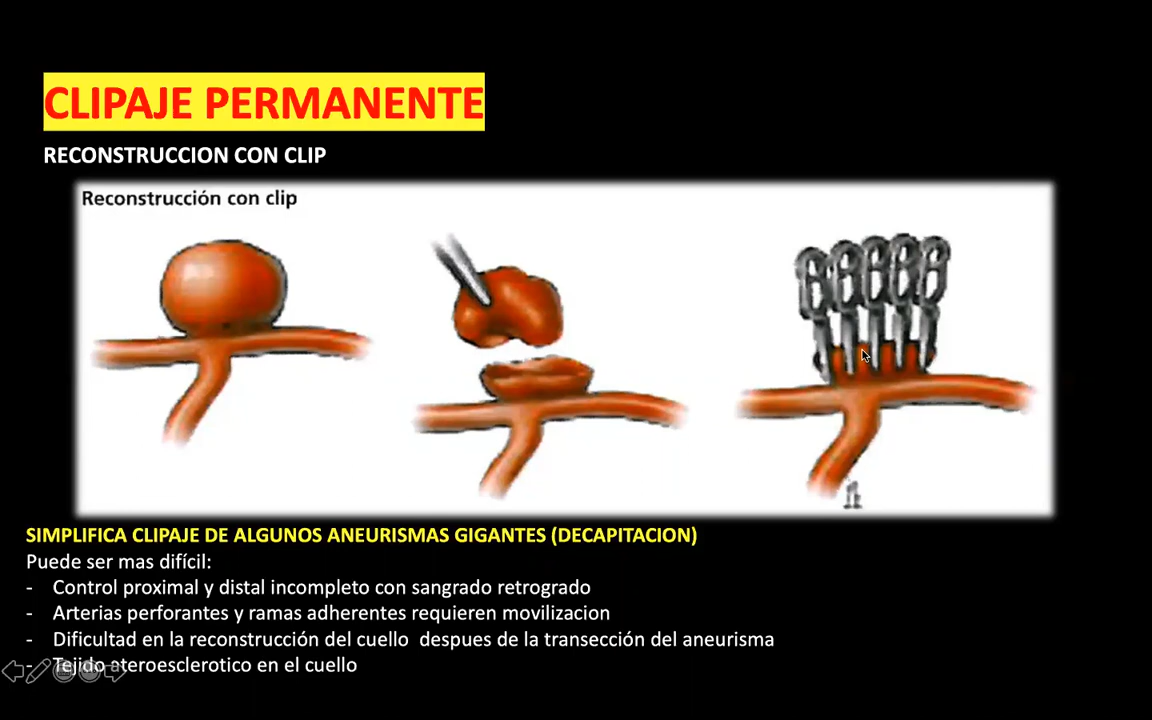 CLIPAJE PERMANENTE
RECONSTRUCCION CON CLIP
Reconstrucción con clip
SIMPLIFICA CLIPAJE DE ALGUNOS ANEURISMAS GIGANTES (DECAPITACION)
Puede ser mas difícil:
- Control proximal y distal incompleto con sangrado retrogrado
- Arterias perforantes y ramas adherentes requieren movilizacion
- Dificultad en la reconstrucción del cuello despues de la transección del aneurisma
- Tejido ateroesclerotico en el cuello